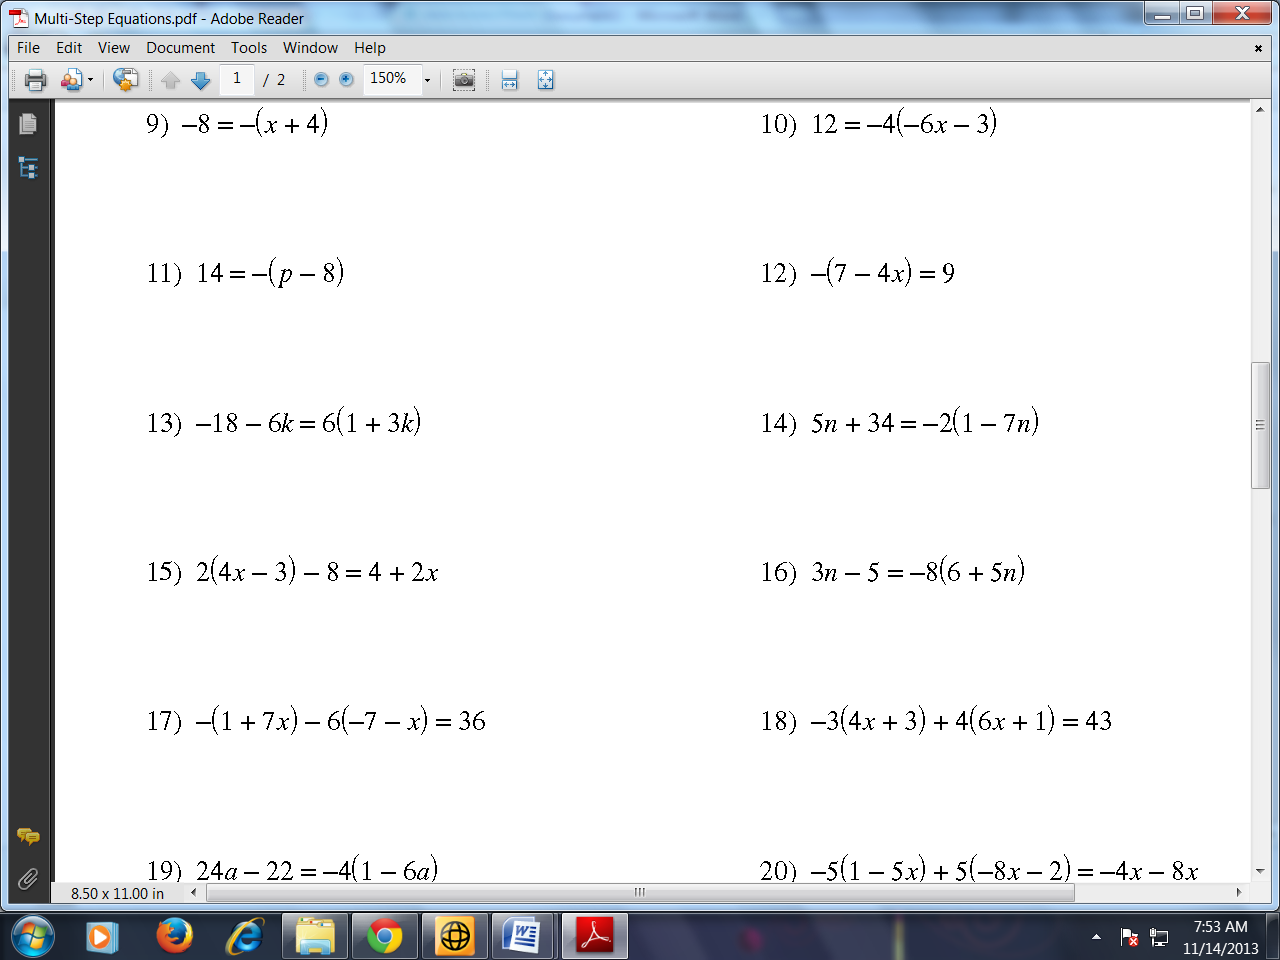 Multi-Step Equations.pdf - Adobe Reader
File Edit View Document Tools Window Help
1 / 2 150%
9) −8 = −(x + 4)
10) 12 = −4(−6x − 3)
11) 14 = −(p − 8)
12) −(7 − 4x) = 9
13) −18 − 6k = 6(1 + 3k)
14) 5n + 34 = −2(1 − 7n)
15) 2(4x − 3) − 8 = 4 + 2x
16) 3n − 5 = −8(6 + 5n)
17) −(1 + 7x) − 6(−7 − x) = 36
18) −3(4x + 3) + 4(6x + 1) = 43
19) 24a − 22 = −4(1 − 6a)
20) −5(1 − 5x) + 5(−8x − 2) = −4x − 8x
8.50 x 11.00 in
7:53 AM
11/14/2013